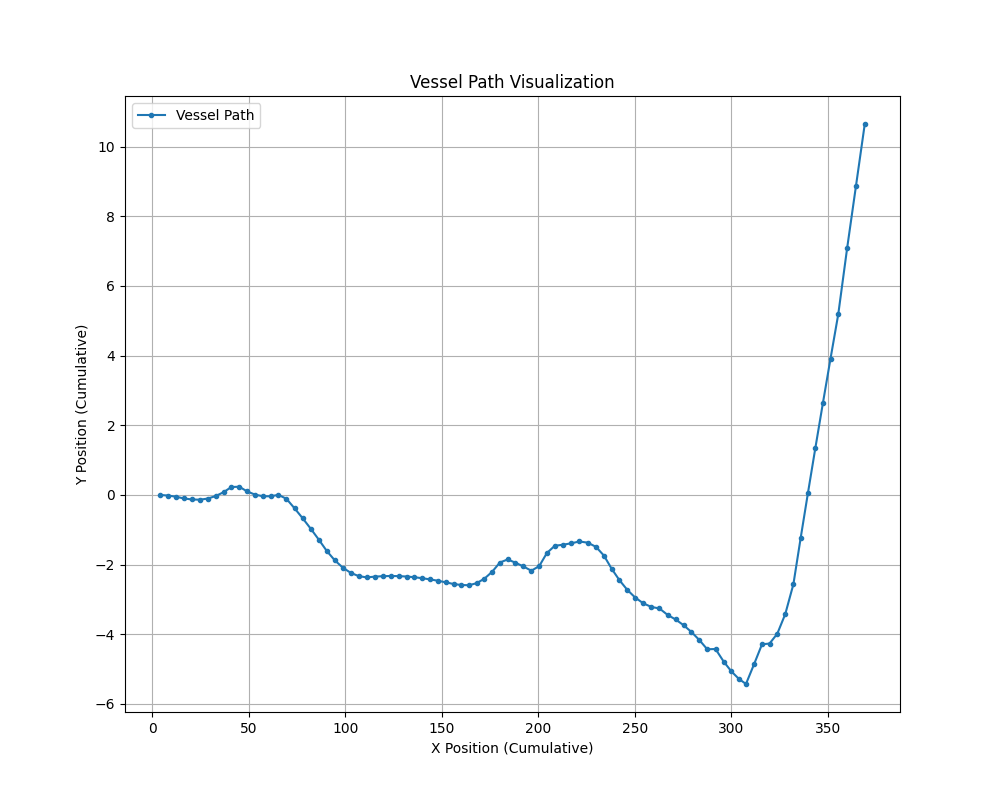 Vessel Path Visualization
Vessel Path
10
8
6
4
2
0
−2
−4
−6
Y Position (Cumulative)
0 50 100 150 200 250 300 350
X Position (Cumulative)